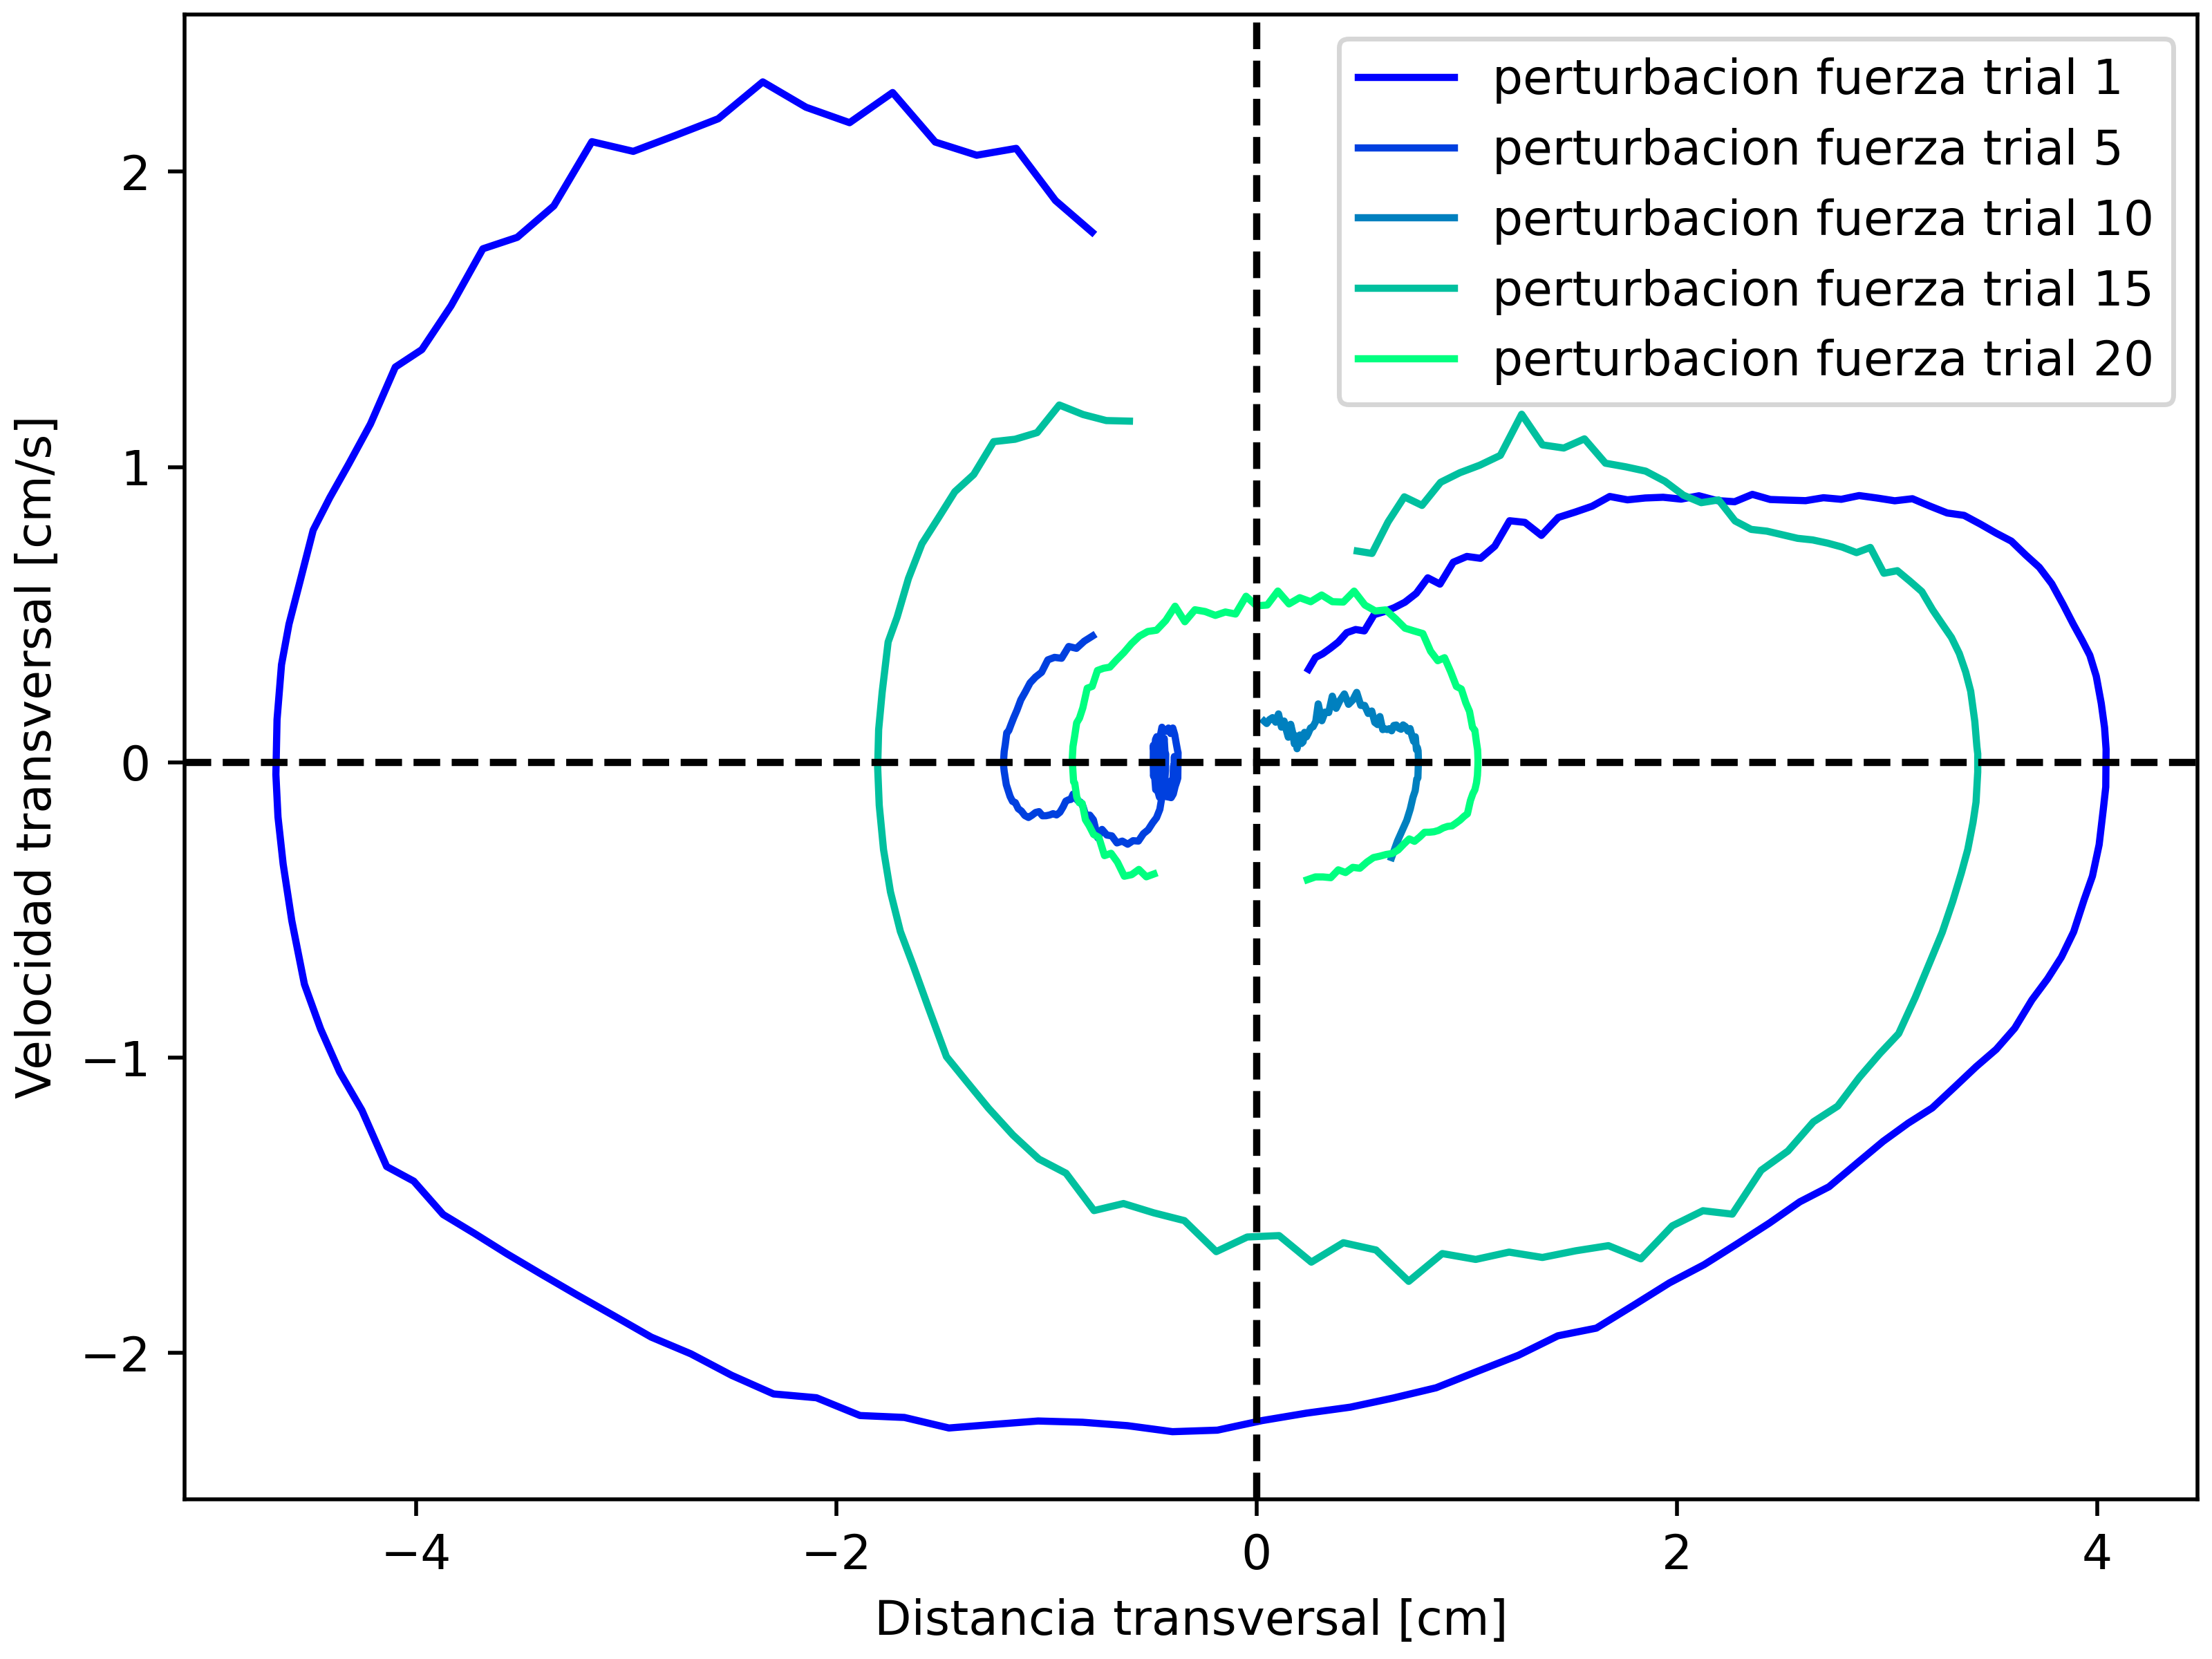 perturbacion fuerza trial 1
perturbacion fuerza trial 5
perturbacion fuerza trial 10
perturbacion fuerza trial 15
perturbacion fuerza trial 20
Velocidad transversal [cm/s]
2
1
0
−1
−2
−4
−2
0
2
4
Distancia transversal [cm]